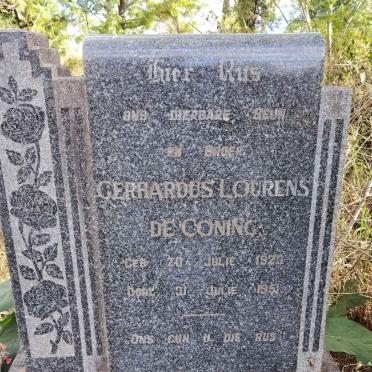 Hier Rus
ONS DIERBARE SEUN
EN BROER
GERHARDUS LOURENS
DE CONING
GEB 20 JULIE 1923
OORL 31 JULIE 1951
ONS GUN U DIE RUS